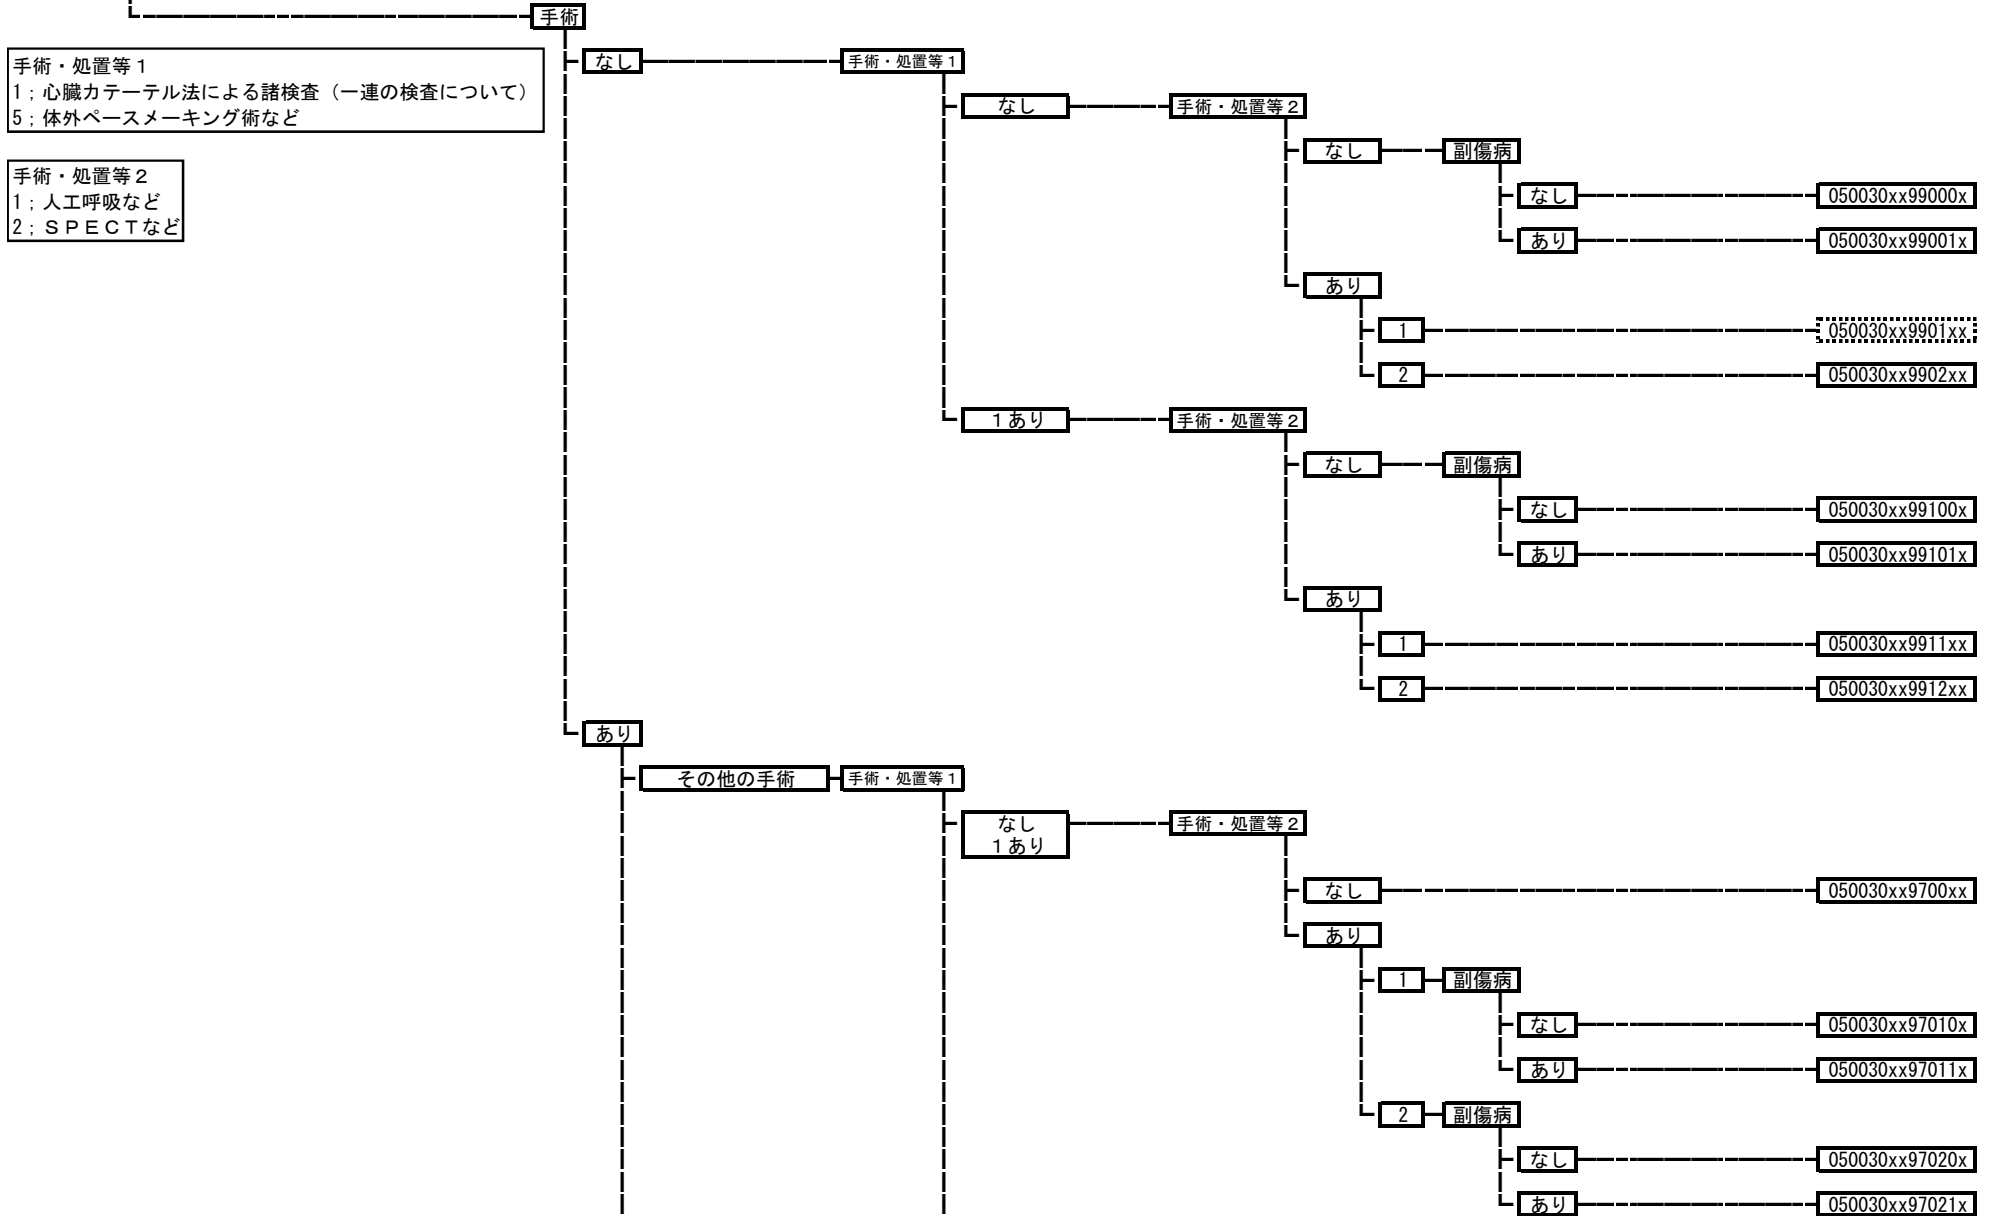 手術
手術・処置等１
1；心臓カテーテル法による諸検査（一連の検査について）
5；体外ペースメーキング術など
手術・処置等２
1；人工呼吸など
2；ＳＰＥＣＴなど
なし
手術・処置等１
なし
手術・処置等２
なし
副傷病
なし
050030xx99000x
あり
050030xx99001x
あり
1
050030xx9901xx
2
050030xx9902xx
１あり
手術・処置等２
なし
副傷病
なし
050030xx99100x
あり
050030xx99101x
あり
1
050030xx9911xx
2
050030xx9912xx
あり
その他の手術
手術・処置等１
なし
１あり
手術・処置等２
なし
050030xx9700xx
あり
1
副傷病
なし
050030xx97010x
あり
050030xx97011x
2
副傷病
なし
050030xx97020x
あり
050030xx97021x